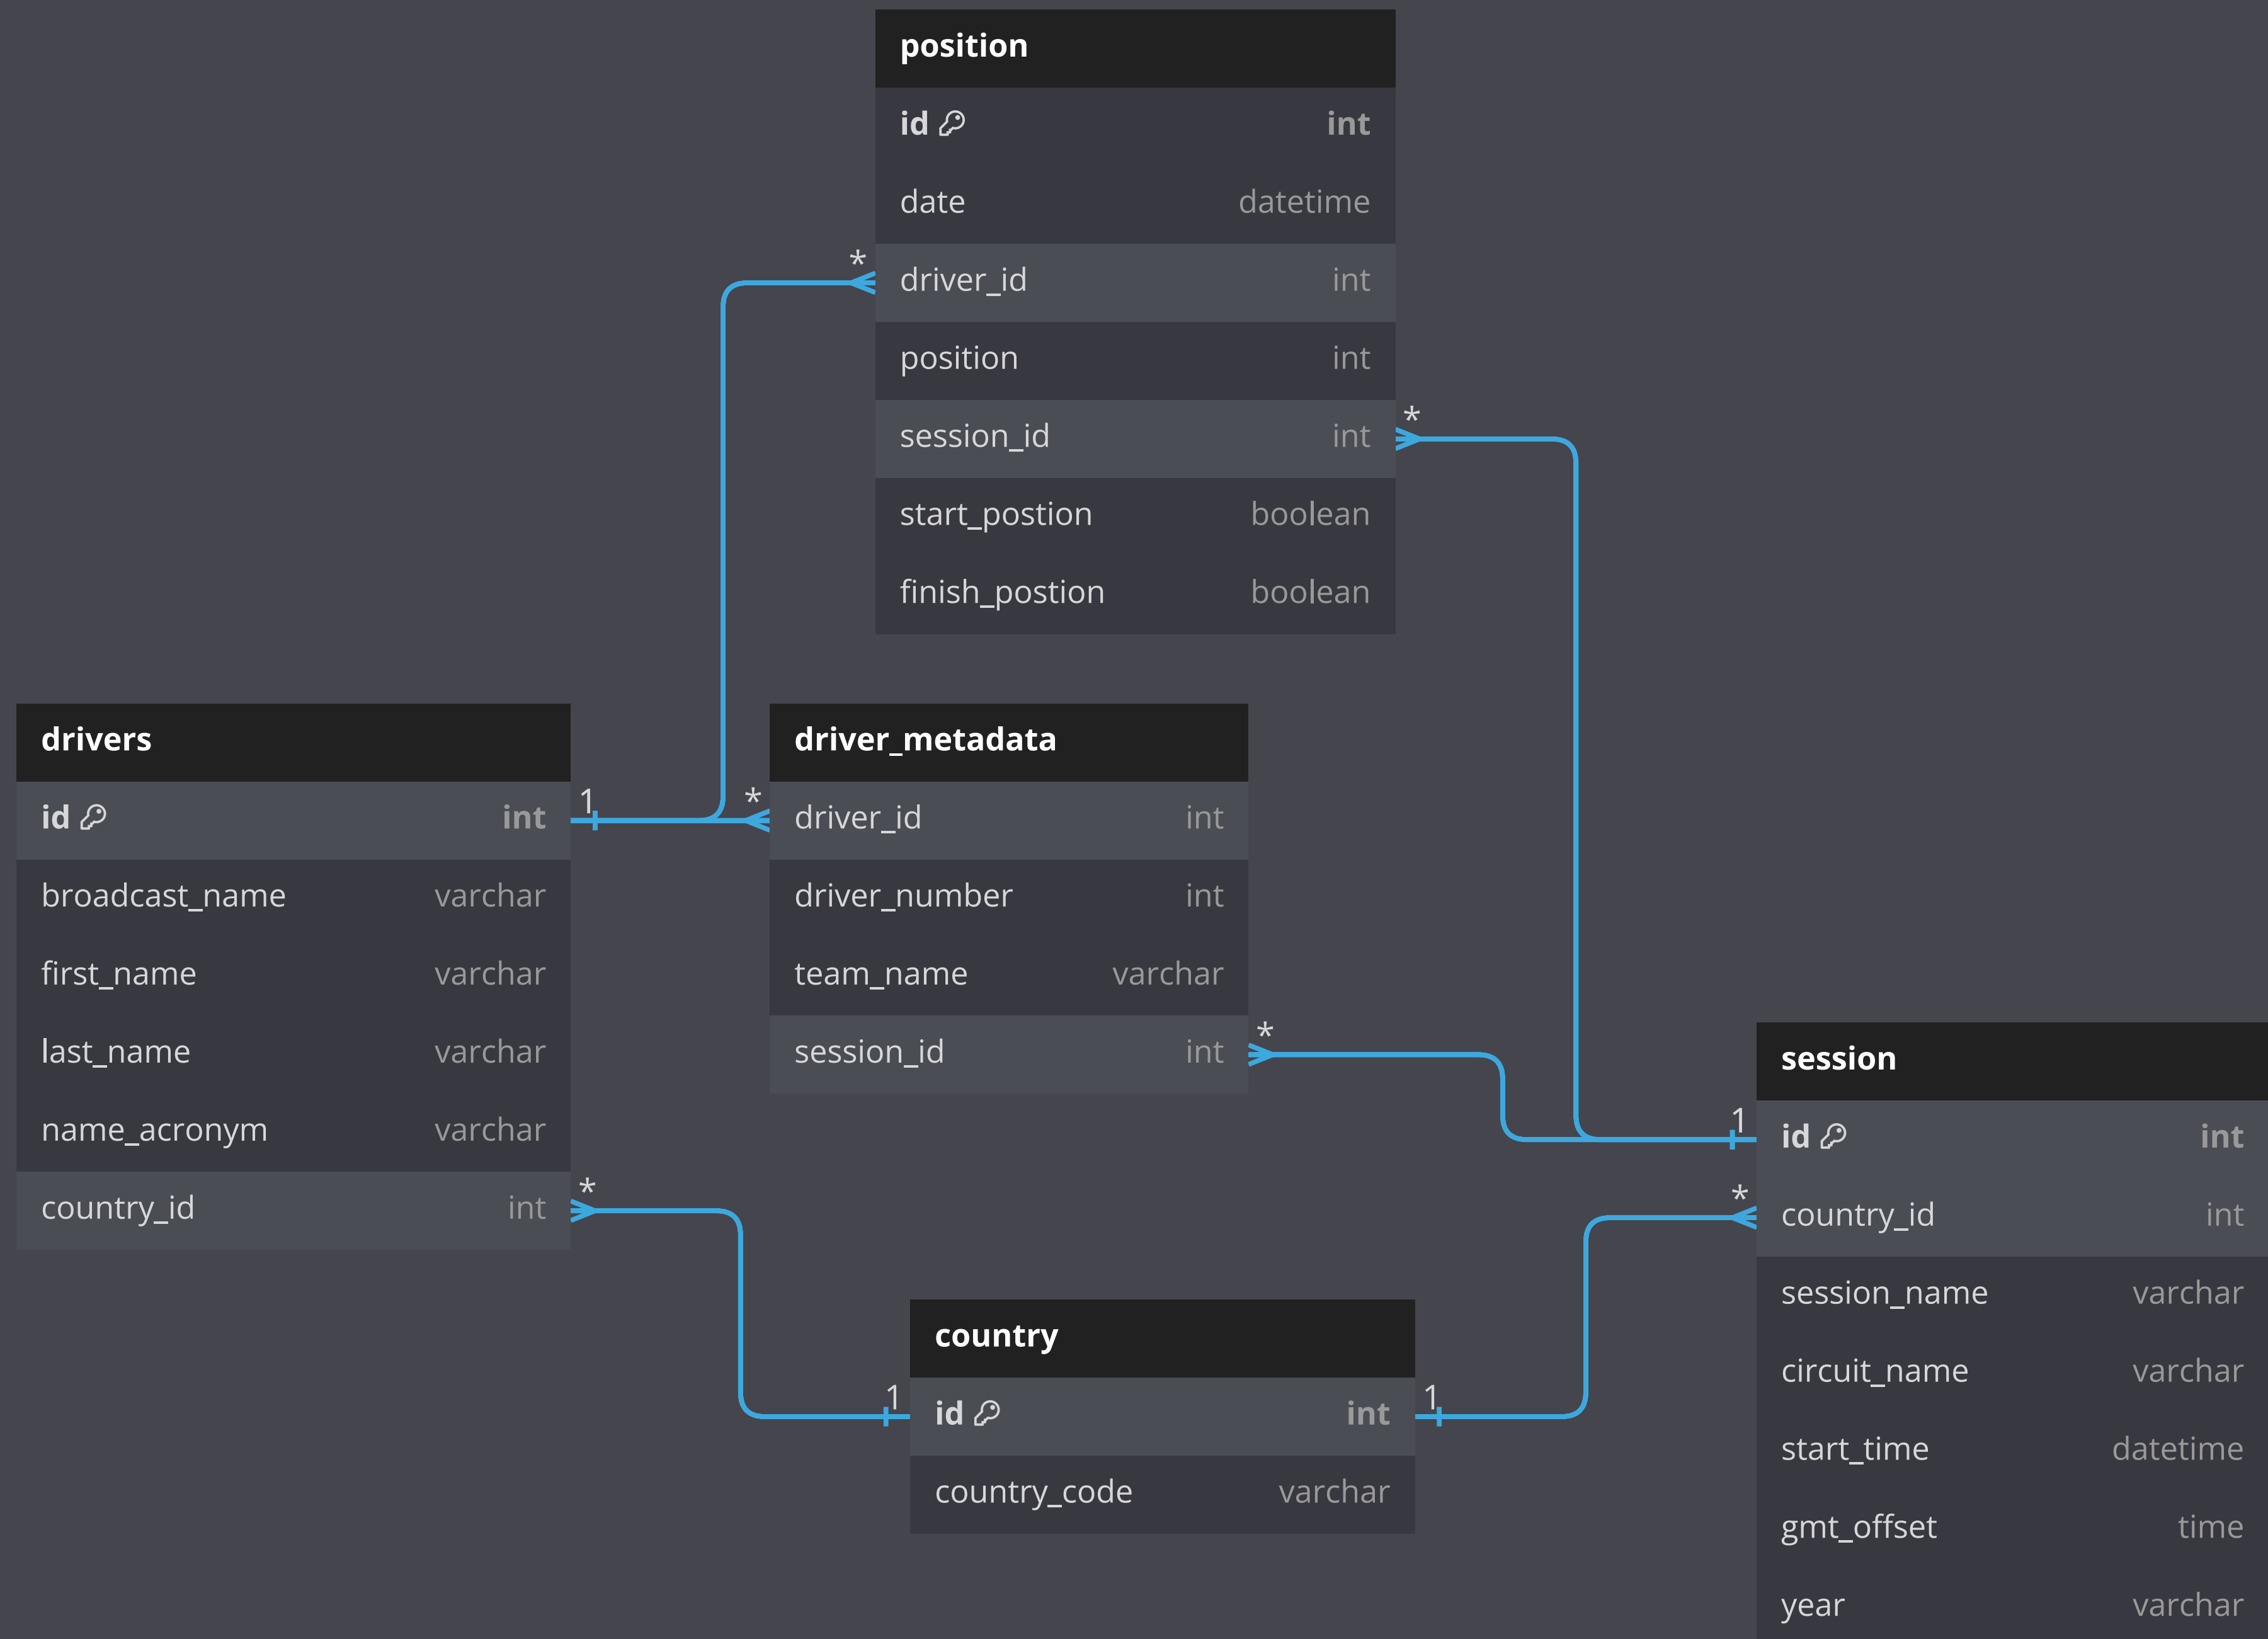 position
id int
date datetime
* driver_id int
position int
session_id int *
start_postion boolean
finish_postion boolean
drivers
id int 1
broadcast_name varchar
first_name varchar
last_name varchar
name_acronym varchar
country_id int *
driver_metadata
* driver_id int
driver_number int
team_name varchar
session_id int *
session
1 id int
* country_id int
session_name varchar
circuit_name varchar
start_time datetime
gmt_offset time
year varchar
country
1 id int 1
country_code varchar